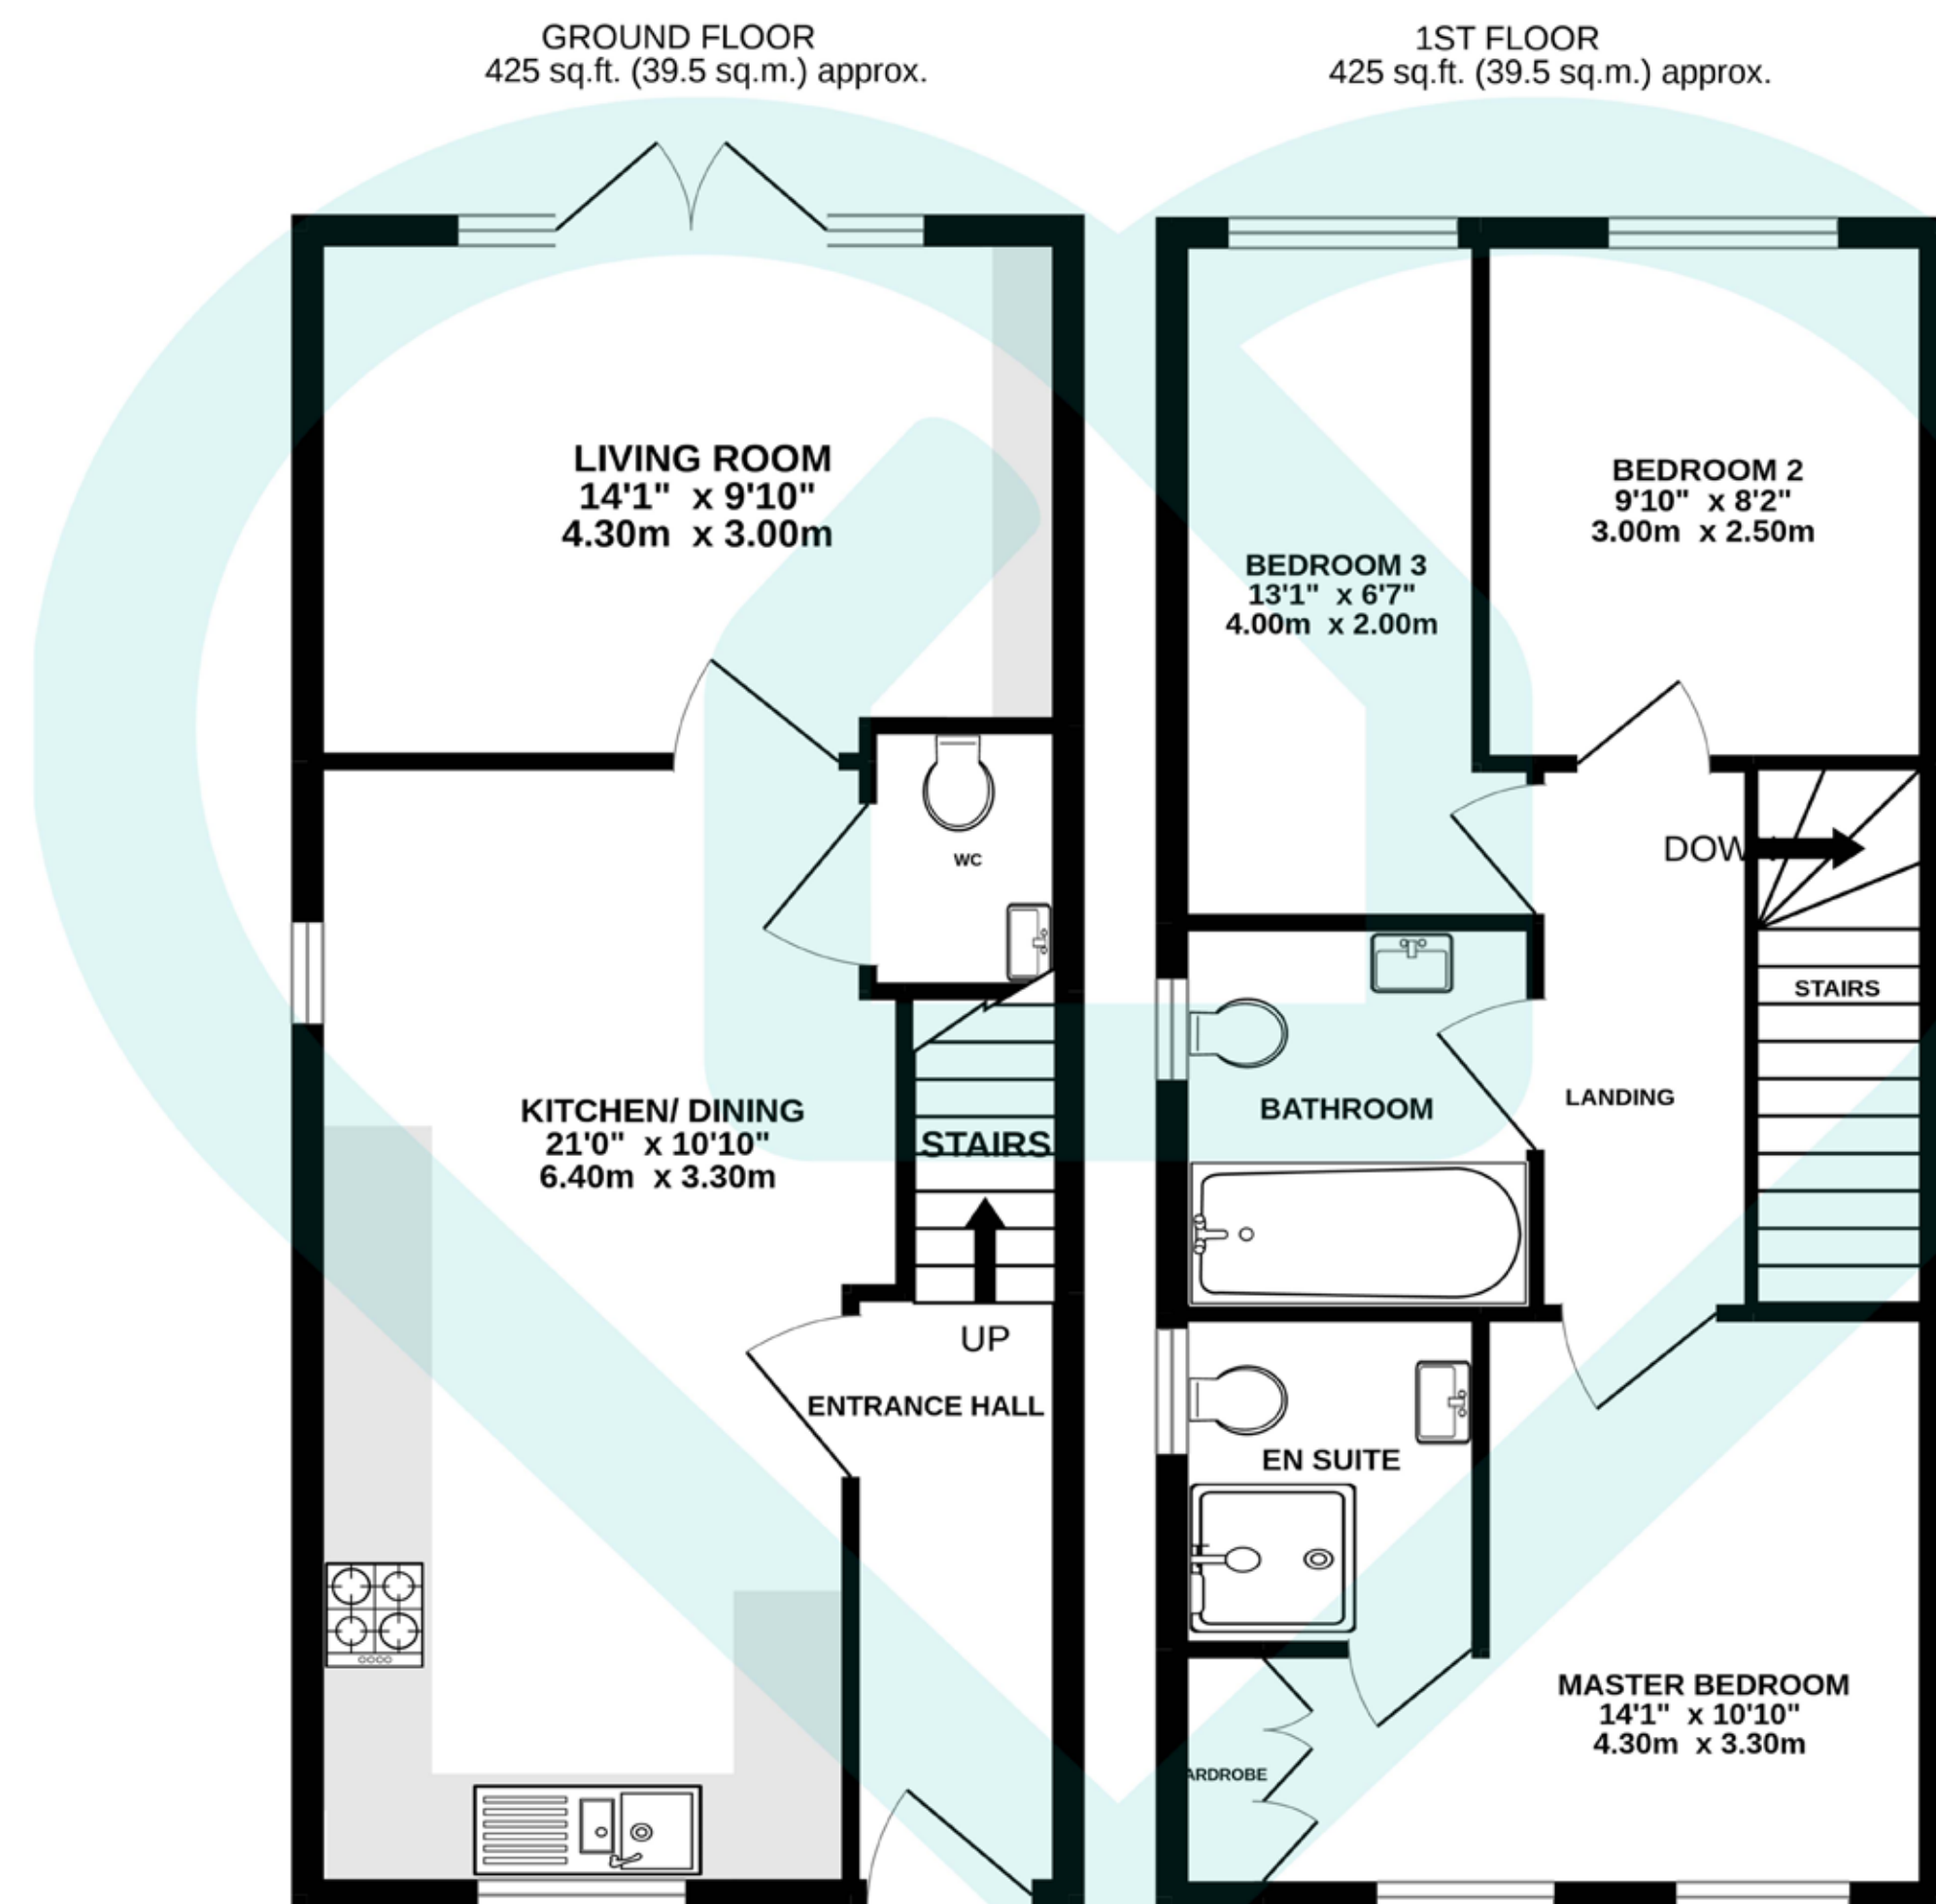 GROUND FLOOR
425 sq.ft. (39.5 sq.m.) approx.
1ST FLOOR
425 sq.ft. (39.5 sq.m.) approx.
LIVING ROOM
14'1" x 9'10"
4.30m x 3.00m
WC
KITCHEN/ DINING
21'0" x 10'10"
6.40m x 3.30m
STAIRS
UP
ENTRANCE HALL
BEDROOM 2
9'10" x 8'2"
3.00m x 2.50m
BEDROOM 3
13'1" x 6'7"
4.00m x 2.00m
DOW
STAIRS
LANDING
BATHROOM
EN SUITE
MASTER BEDROOM
14'1" x 10'10"
4.30m x 3.30m
ARDROBE